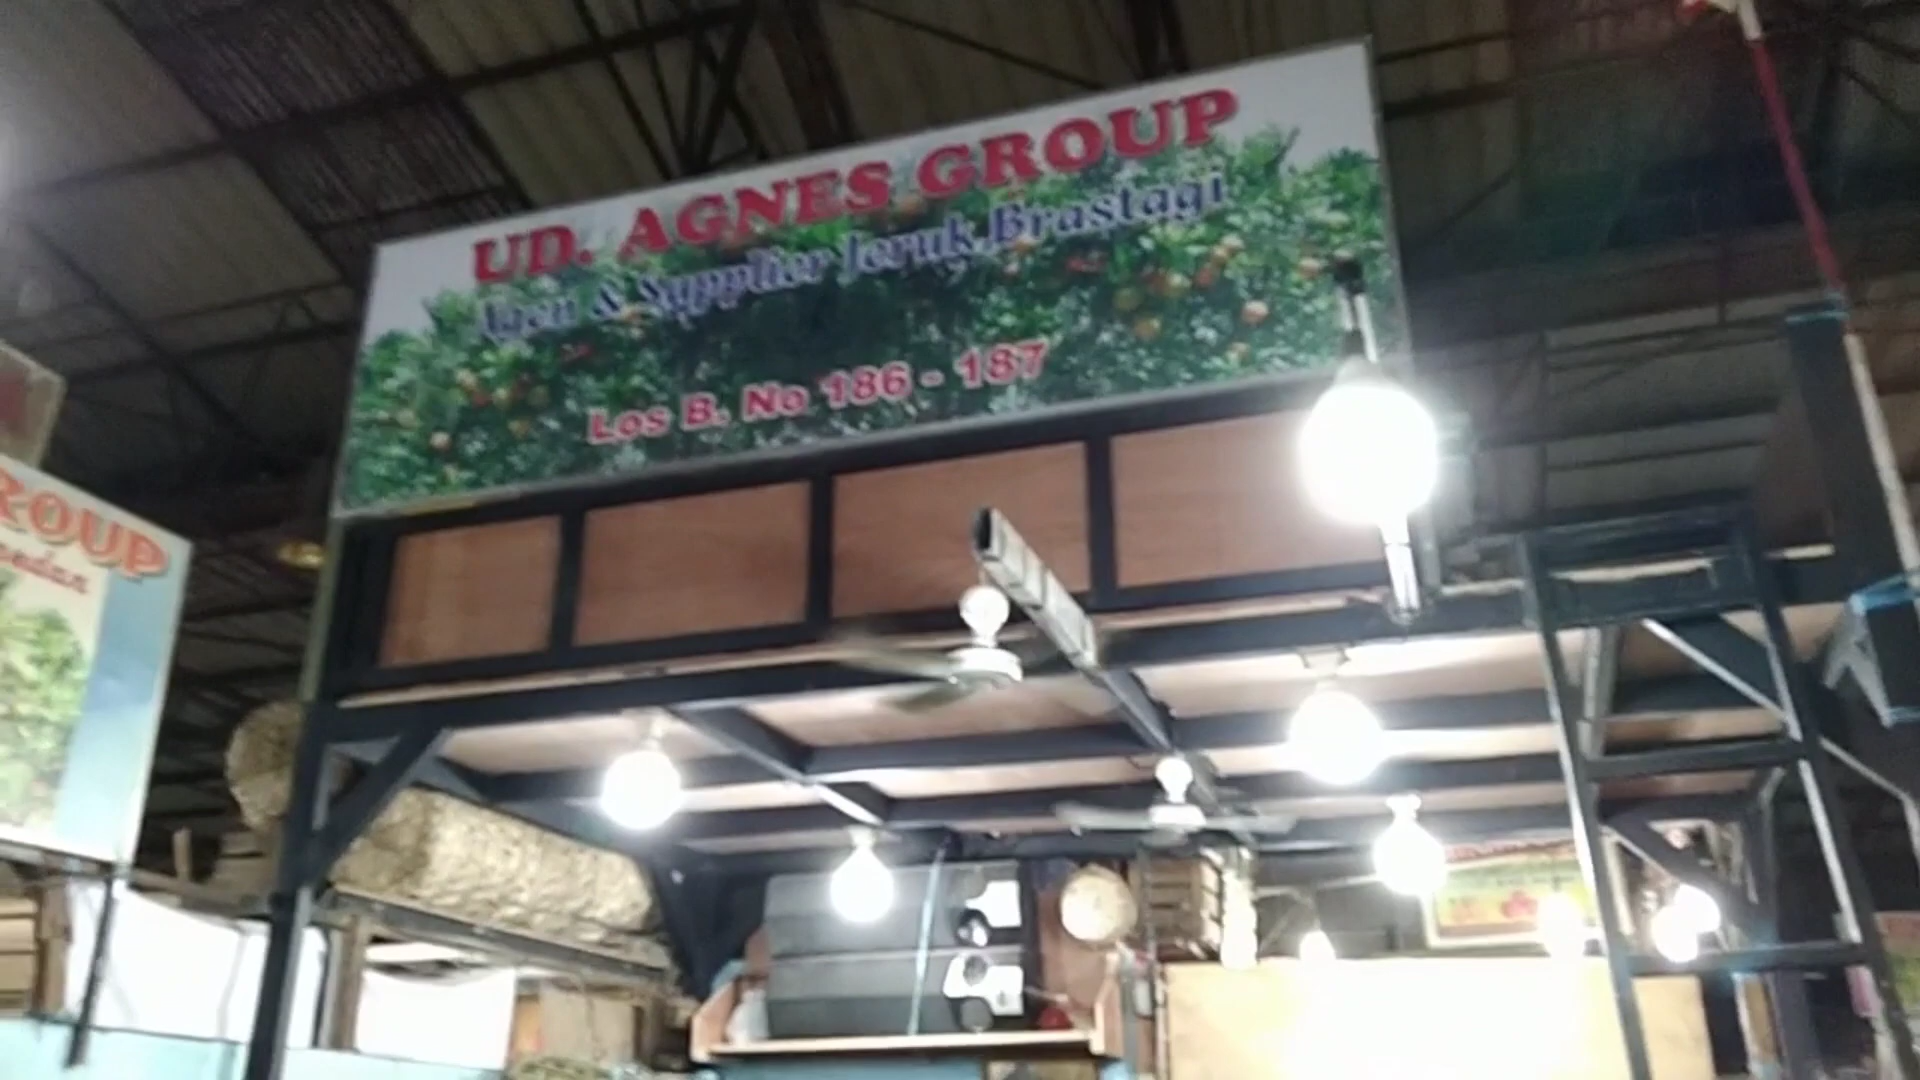 UD. AGNES GROUP
Agen & Supplier Jeruk Brastagi
Los B. No 186 - 187
ROUP